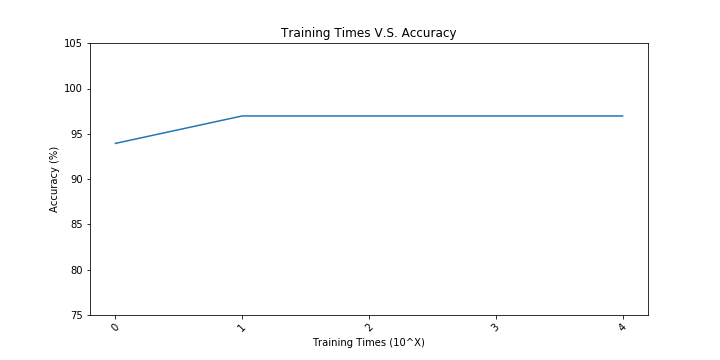 Training Times V.S. Accuracy
105
100
95
90
85
80
75
Accuracy (%)
0 1 2 3 4
Training Times (10^X)